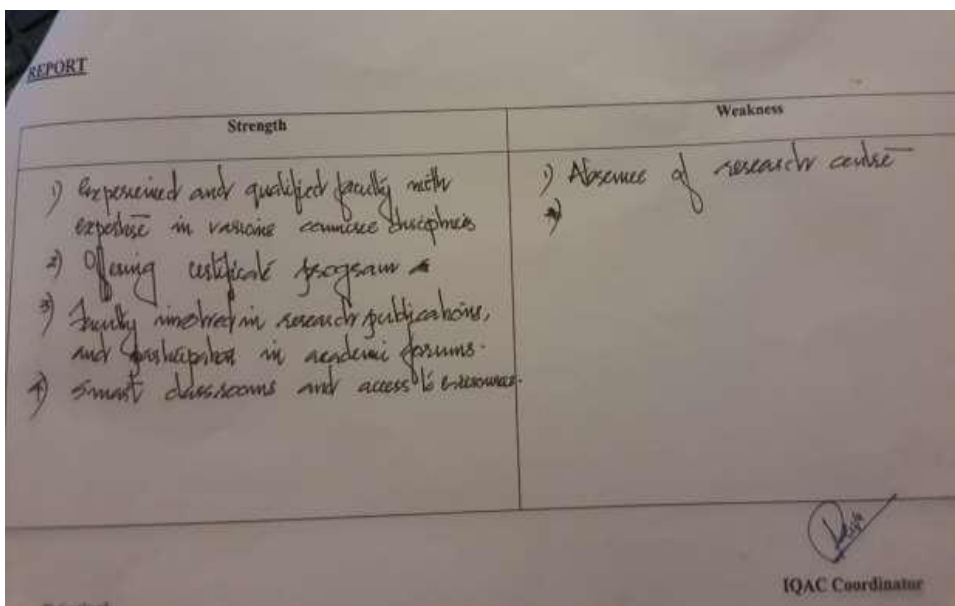 REPORT
Strength
Weakness
1) Experienced and qualified faculty with
expertise in various commerce disciplines
2) Offering certificate program
3) Faculty involved in research publications,
and participation in academic forums.
4) Smart classrooms and access to e-resources.
1) Absence of research centre
IQAC Coordinator